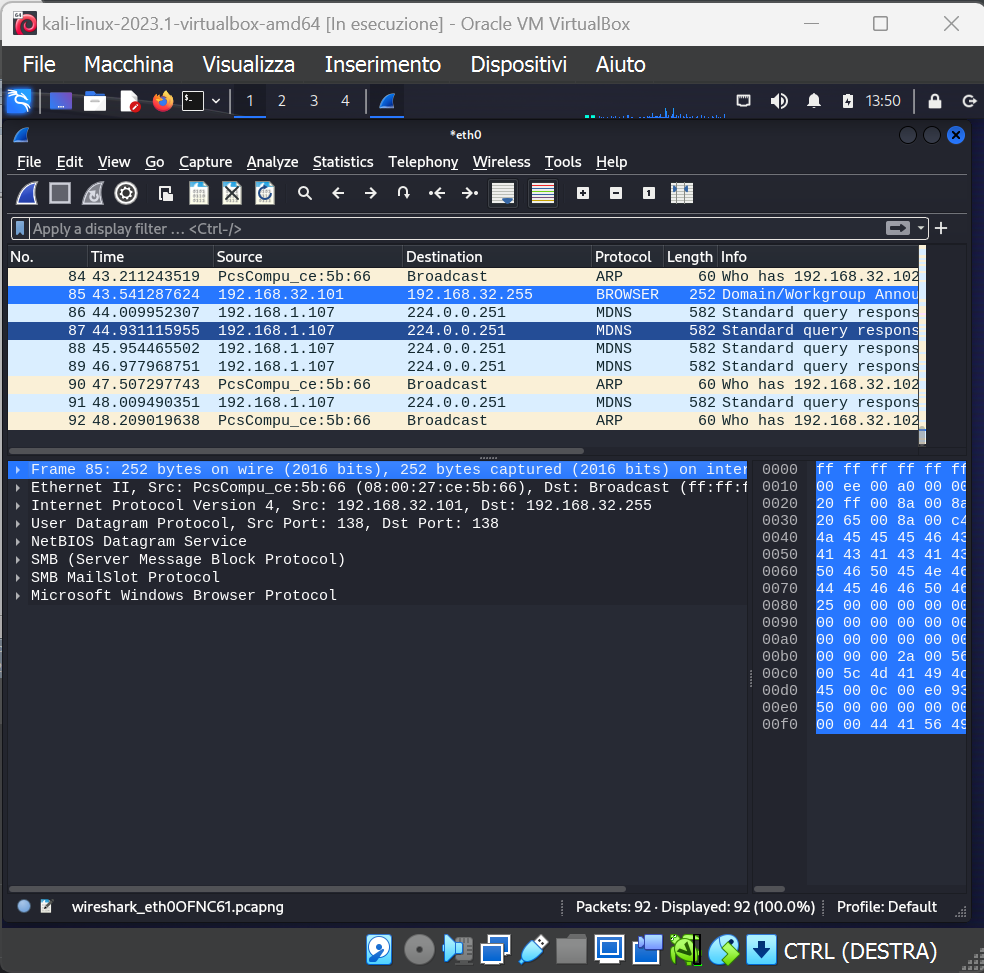 kali-linux-2023.1-virtualbox-amd64 [In esecuzione] - Oracle VM VirtualBox
File Macchina Visualizza Inserimento Dispositivi Aiuto
1 2 3 4 13:50
*eth0
File Edit View Go Capture Analyze Statistics Telephony Wireless Tools Help
Apply a display filter … <Ctrl-/>
No. Time Source Destination Protocol Length Info
84 43.211243519 PcsCompu_ce:5b:66 Broadcast ARP 60 Who has 192.168.32.102
85 43.541287624 192.168.32.101 192.168.32.255 BROWSER 252 Domain/Workgroup Annou
86 44.009952307 192.168.1.107 224.0.0.251 MDNS 582 Standard query respons
87 44.931115955 192.168.1.107 224.0.0.251 MDNS 582 Standard query respons
88 45.954465502 192.168.1.107 224.0.0.251 MDNS 582 Standard query respons
89 46.977968751 192.168.1.107 224.0.0.251 MDNS 582 Standard query respons
90 47.507297743 PcsCompu_ce:5b:66 Broadcast ARP 60 Who has 192.168.32.102
91 48.009490351 192.168.1.107 224.0.0.251 MDNS 582 Standard query respons
92 48.209019638 PcsCompu_ce:5b:66 Broadcast ARP 60 Who has 192.168.32.102
Frame 85: 252 bytes on wire (2016 bits), 252 bytes captured (2016 bits) on inter
Ethernet II, Src: PcsCompu_ce:5b:66 (08:00:27:ce:5b:66), Dst: Broadcast (ff:ff:f
Internet Protocol Version 4, Src: 192.168.32.101, Dst: 192.168.32.255
User Datagram Protocol, Src Port: 138, Dst Port: 138
NetBIOS Datagram Service
SMB (Server Message Block Protocol)
SMB MailSlot Protocol
Microsoft Windows Browser Protocol
0000 ff ff ff ff ff ff
0010 00 ee 00 a0 00 00
0020 20 ff 00 8a 00 8a
0030 20 65 00 8a 00 c4
0040 4a 45 45 45 46 43
0050 41 43 41 43 41 43
0060 50 46 50 45 4e 46
0070 44 45 46 46 50 46
0080 25 00 00 00 00 00
0090 00 00 00 00 00 00
00a0 00 00 00 00 00 00
00b0 00 00 00 2a 00 56
00c0 00 5c 4d 41 49 4c
00d0 45 00 0c 00 e0 93
00e0 50 00 00 00 00 00
00f0 00 00 44 41 56 49
wireshark_eth0OFNC61.pcapng Packets: 92 · Displayed: 92 (100.0%) Profile: Default
CTRL (DESTRA)